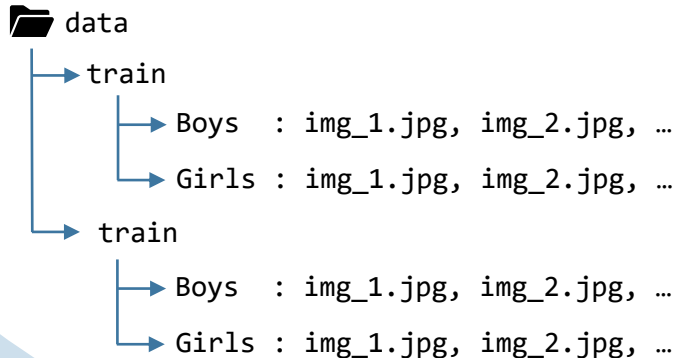 data
train
Boys : img_1.jpg, img_2.jpg, …
Girls : img_1.jpg, img_2.jpg, …
train
Boys : img_1.jpg, img_2.jpg, …
Girls : img_1.jpg, img_2.jpg, …